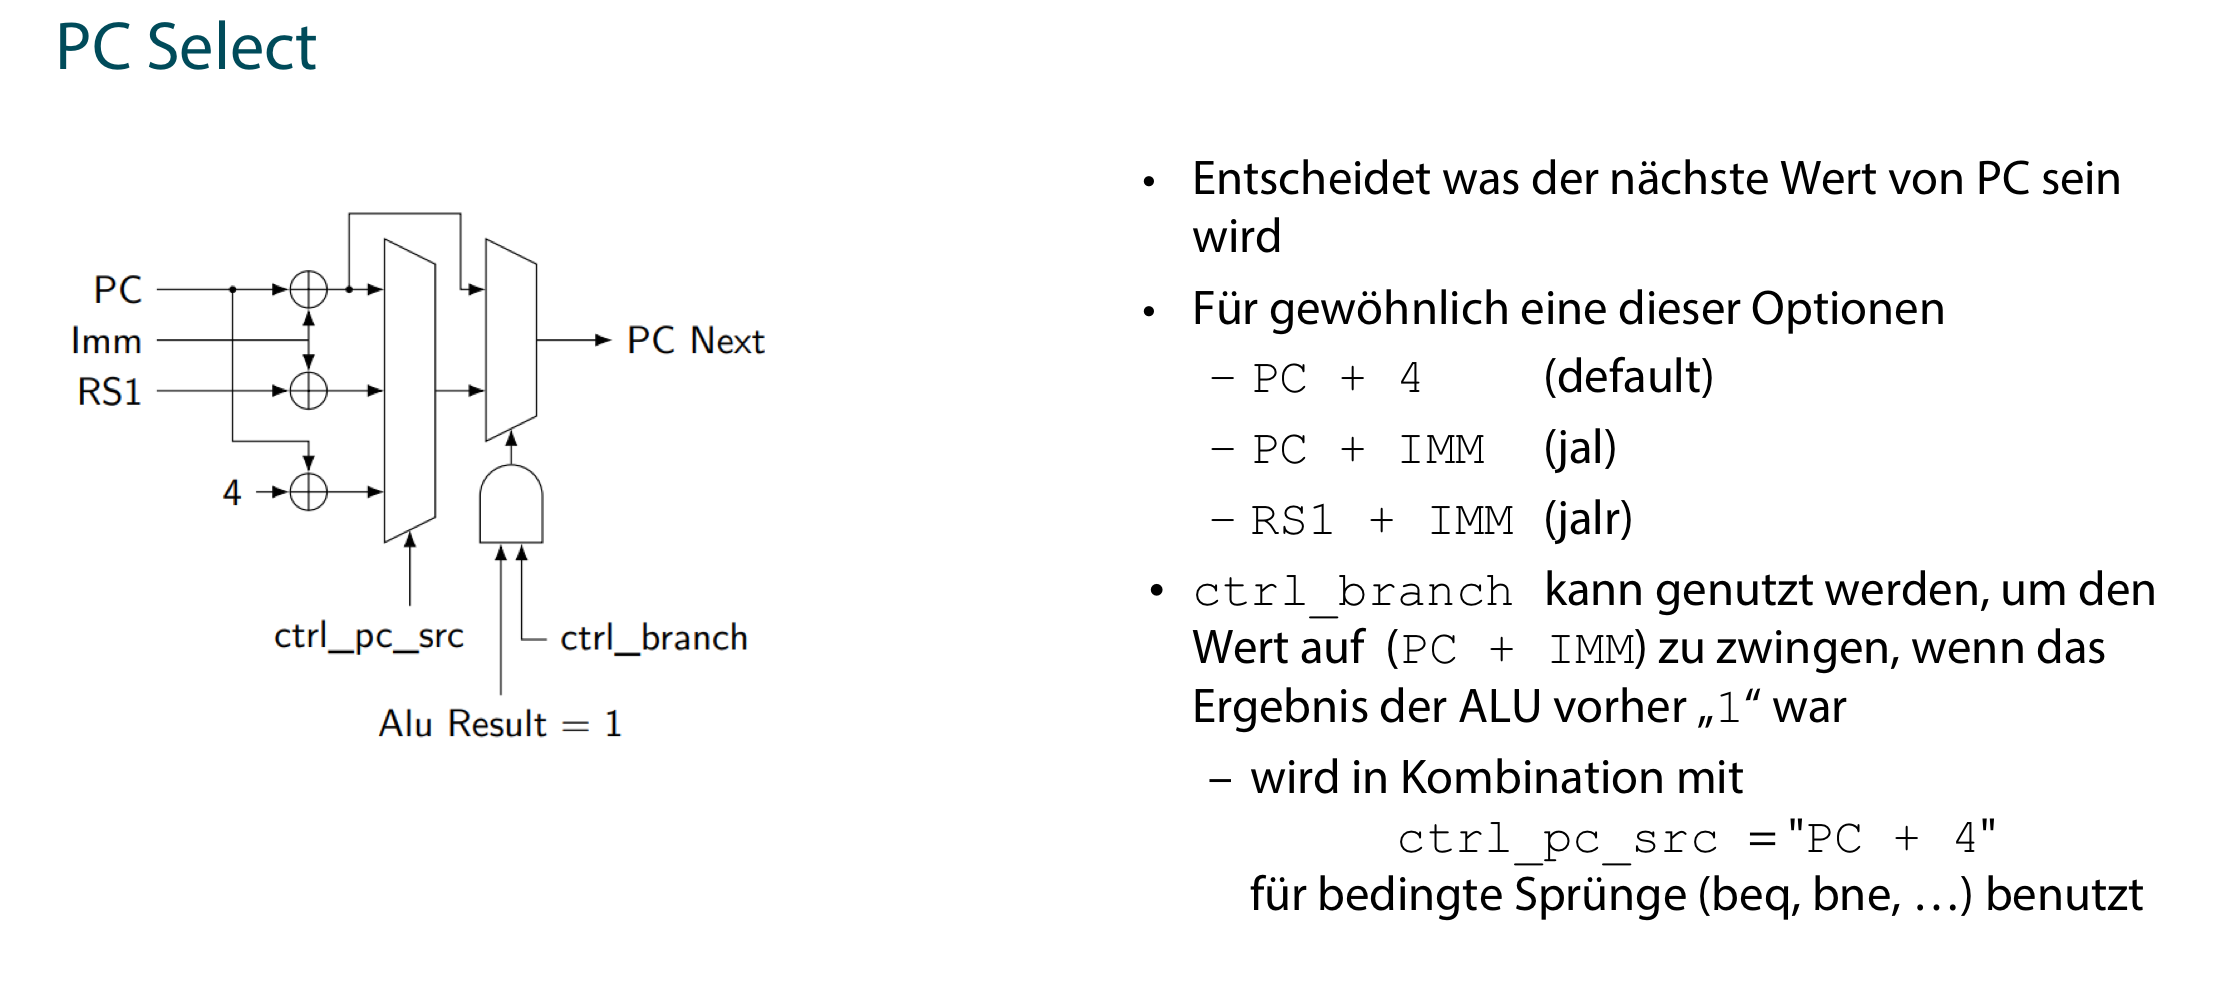 PC Select
PC
Imm
RS1
4
PC Next
ctrl_pc_src
ctrl_branch
Alu Result = 1
• Entscheidet was der nächste Wert von PC sein
wird
• Für gewöhnlich eine dieser Optionen
– PC + 4 (default)
– PC + IMM (jal)
– RS1 + IMM (jalr)
• ctrl_branch kann genutzt werden, um den
Wert auf (PC + IMM) zu zwingen, wenn das
Ergebnis der ALU vorher „1“ war
– wird in Kombination mit
ctrl_pc_src ="PC + 4"
für bedingte Sprünge (beq, bne, …) benutzt